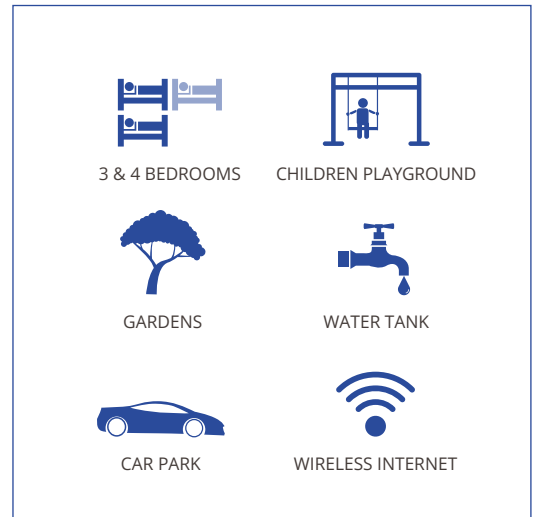 3 & 4 BEDROOMS
CHILDREN PLAYGROUND
GARDENS
WATER TANK
CAR PARK
WIRELESS INTERNET